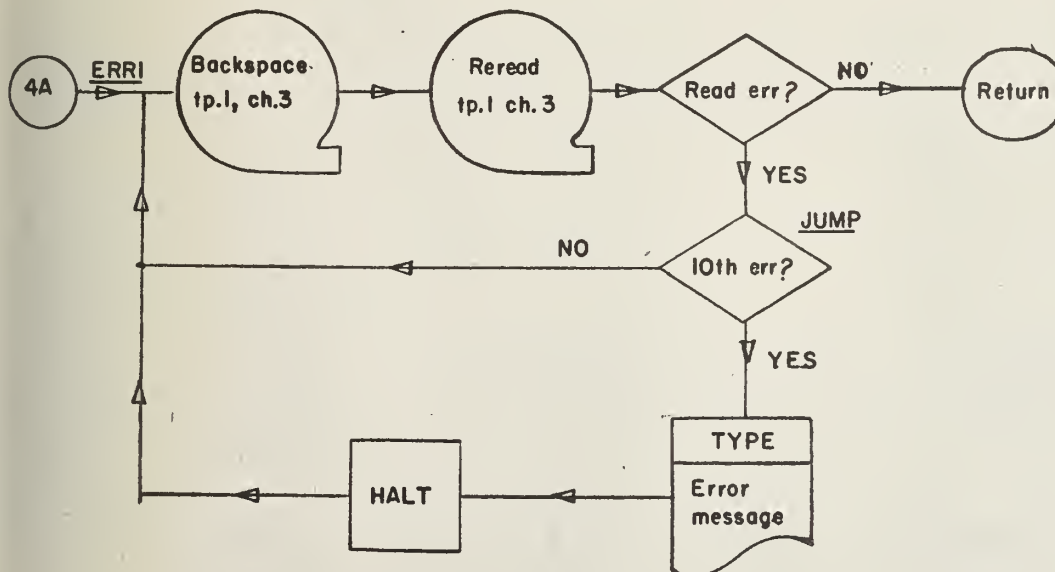 4A
ERR1
Backspace
tp.1, ch.3
Reread
tp.1 ch.3
Read err?
NO
Return
YES
JUMP
NO
10th err?
YES
TYPE
Error
message
HALT